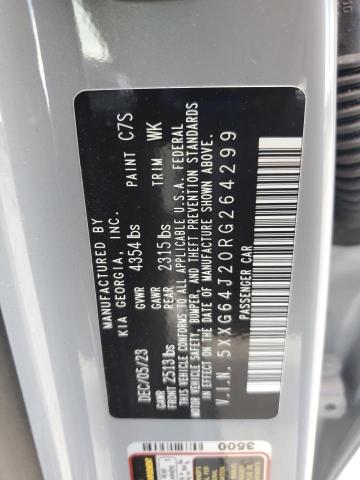 MANUFACTURED BY
KIA GEORGIA, INC. PAINT C7S
DEC/05/23 GVWR 4354 lbs TRIM WK
GAWR GAWR
FRONT 2513 lbs REAR 2315 lbs
THIS VEHICLE CONFORMS TO ALL APPLICABLE U.S.A. FEDERAL
MOTOR VEHICLE SAFETY, BUMPER, AND THEFT PREVENTION STANDARDS
IN EFFECT ON THE DATE OF MANUFACTURE SHOWN ABOVE.
V.I.N. 5XXG64J20RG264299
PASSENGER CAR
3500